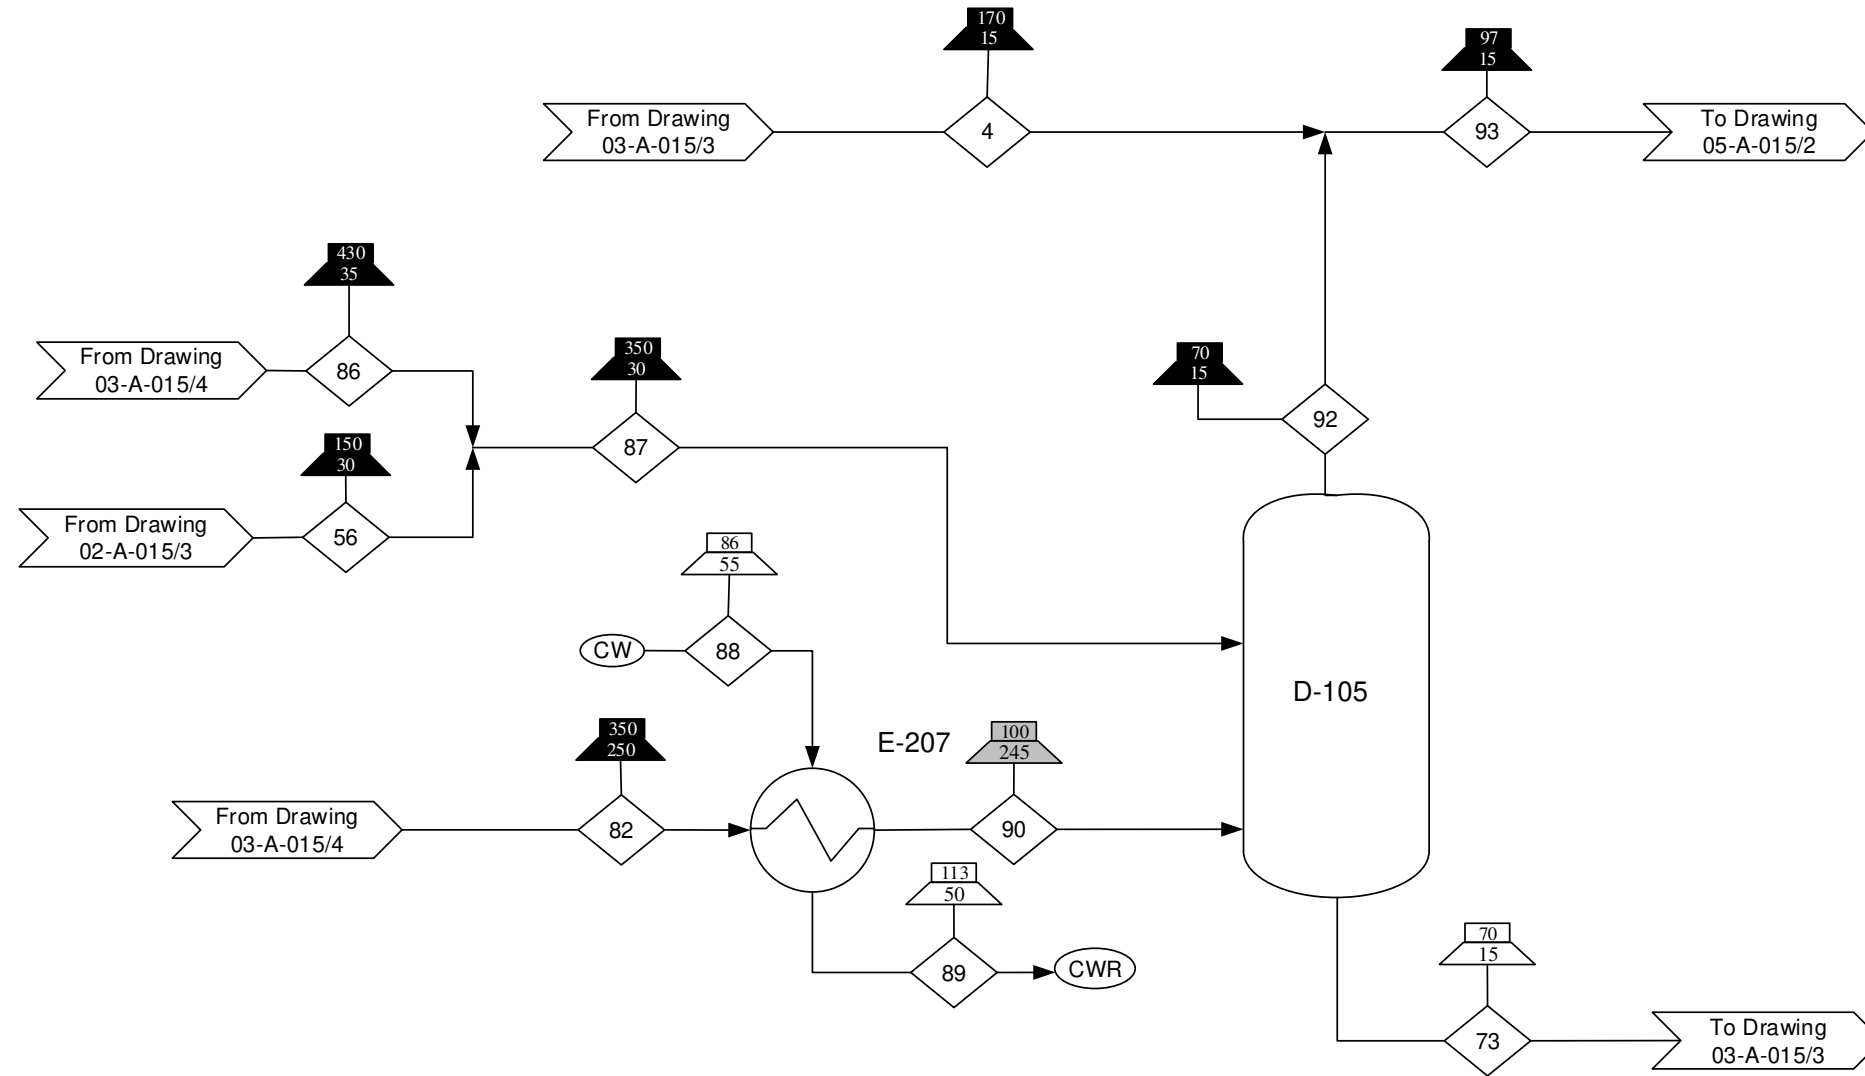 170
15
97
15
From Drawing
03-A-015/3
4
93
To Drawing
05-A-015/2
430
35
From Drawing
03-A-015/4
86
350
30
87
70
15
92
150
30
From Drawing
02-A-015/3
56
86
55
CW
88
D-105
350
250
E-207
100
245
From Drawing
03-A-015/4
82
90
113
50
89
CWR
70
15
73
To Drawing
03-A-015/3